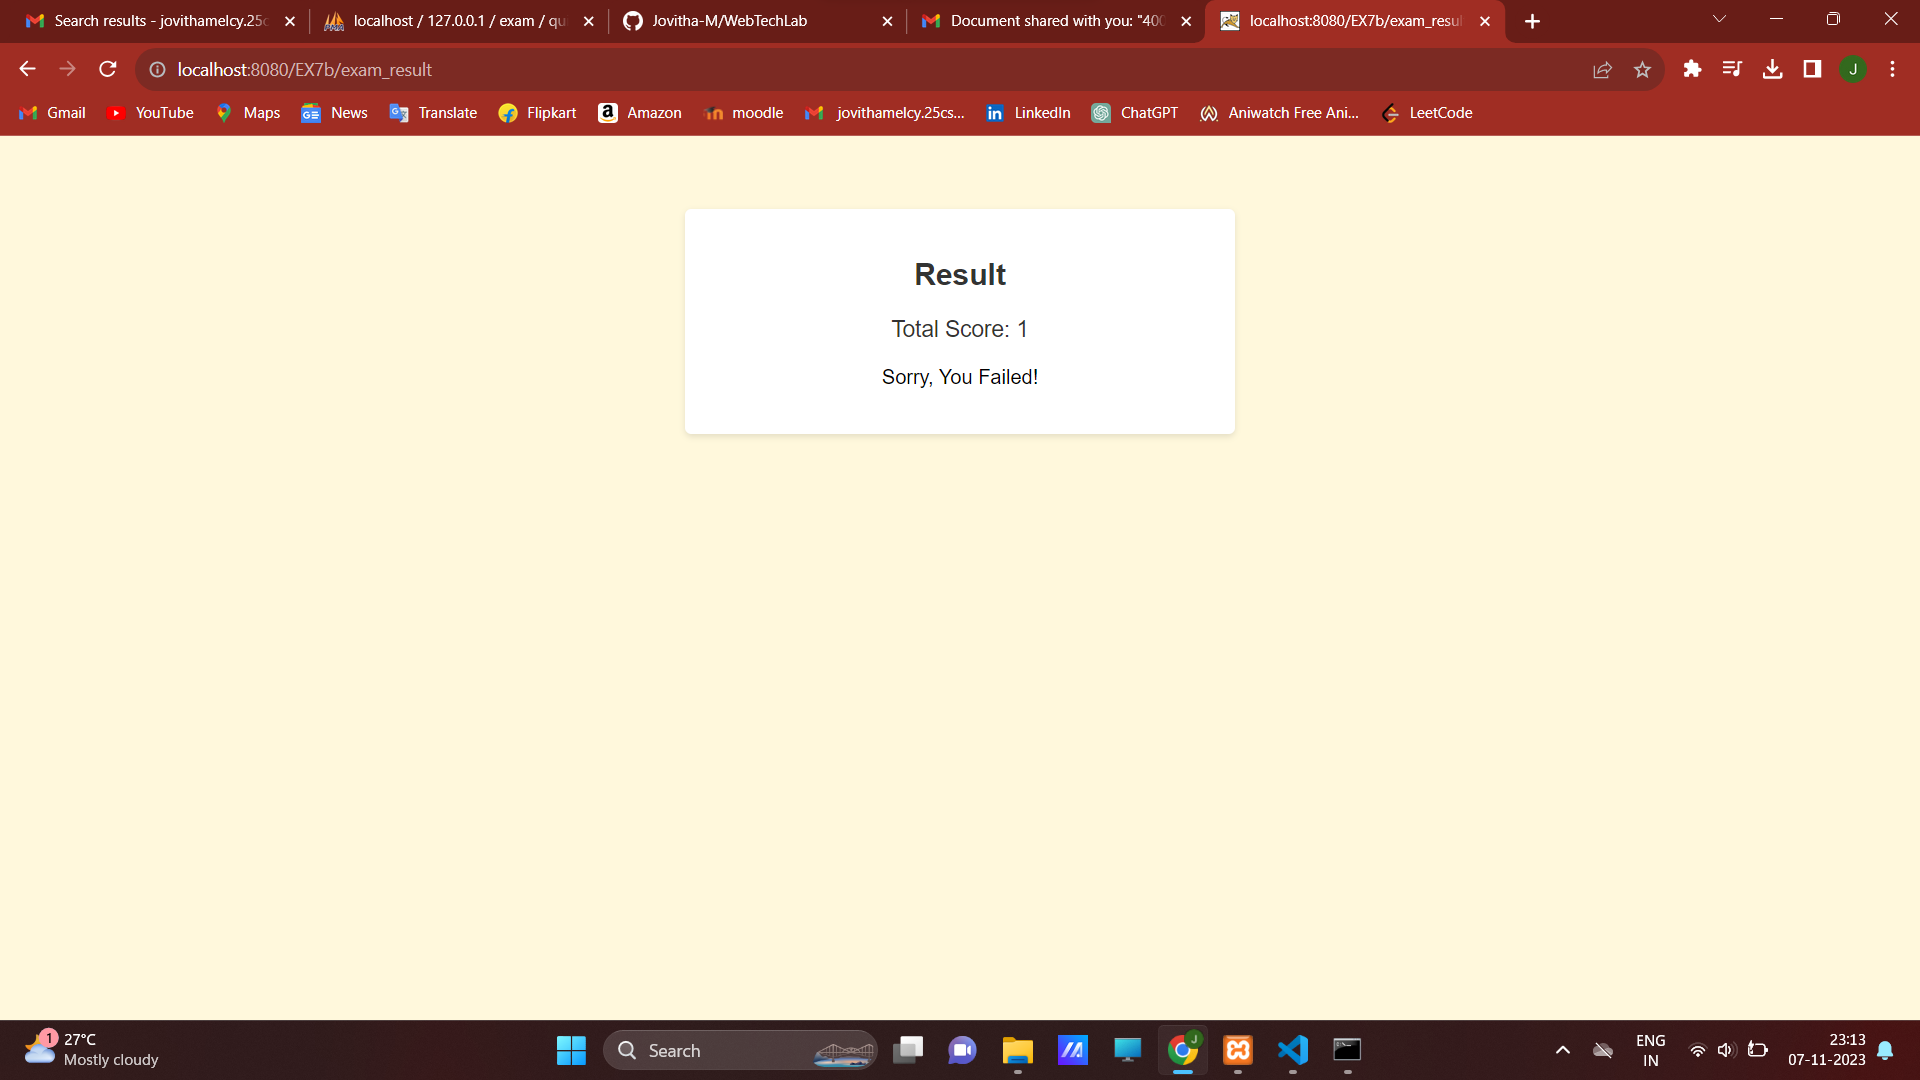 Search results - jovithamelcy.25c
localhost / 127.0.0.1 / exam / qu
Jovitha-M/WebTechLab
Document shared with you: "400
localhost:8080/EX7b/exam_resul
localhost:8080/EX7b/exam_result
J
Gmail
YouTube
Maps
News
Translate
Flipkart
Amazon
moodle
jovithamelcy.25cs...
LinkedIn
ChatGPT
Aniwatch Free Ani...
LeetCode
Result
Total Score: 1
Sorry, You Failed!
1
27°C
Mostly cloudy
Search
J
ENG
IN
23:13
07-11-2023